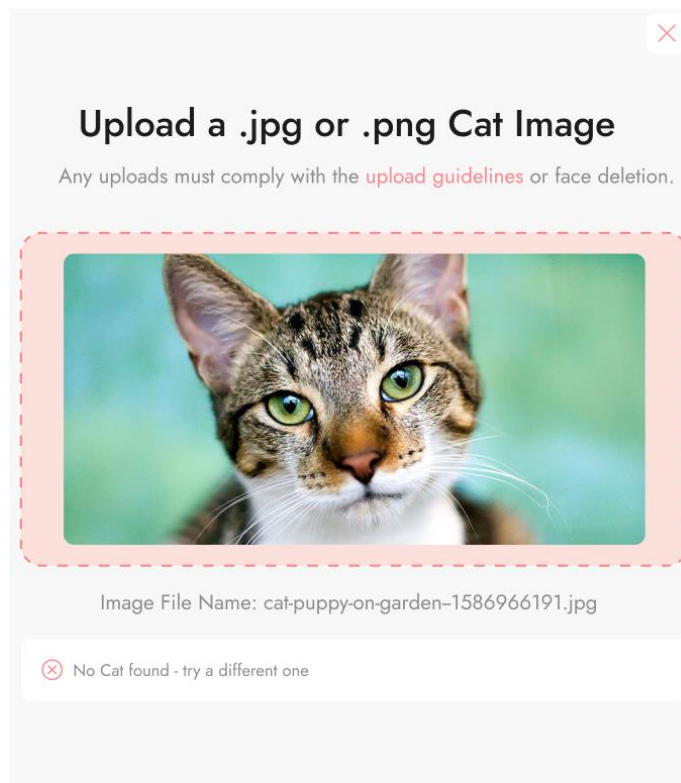 Upload a .jpg or .png Cat Image
Any uploads must comply with the upload guidelines or face deletion.
Image File Name: cat-puppy-on-garden--1586966191.jpg
No Cat found - try a different one